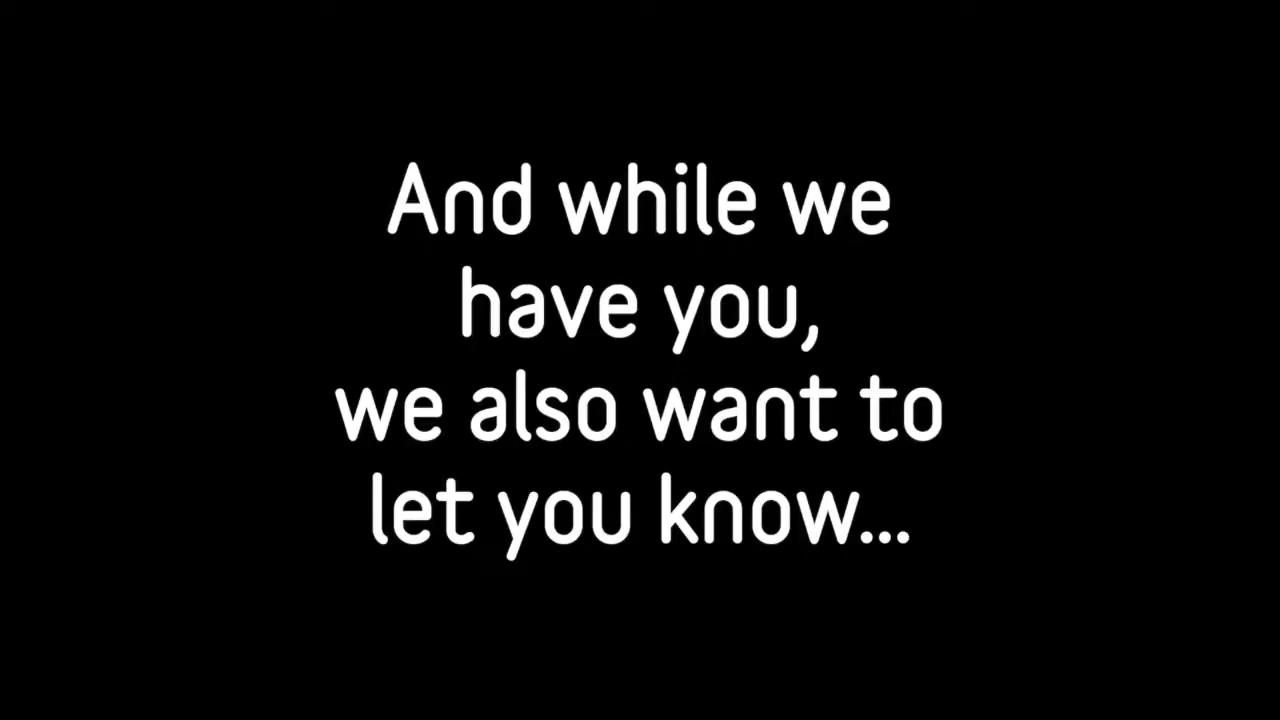 And while we
have you,
we also want to
let you know...